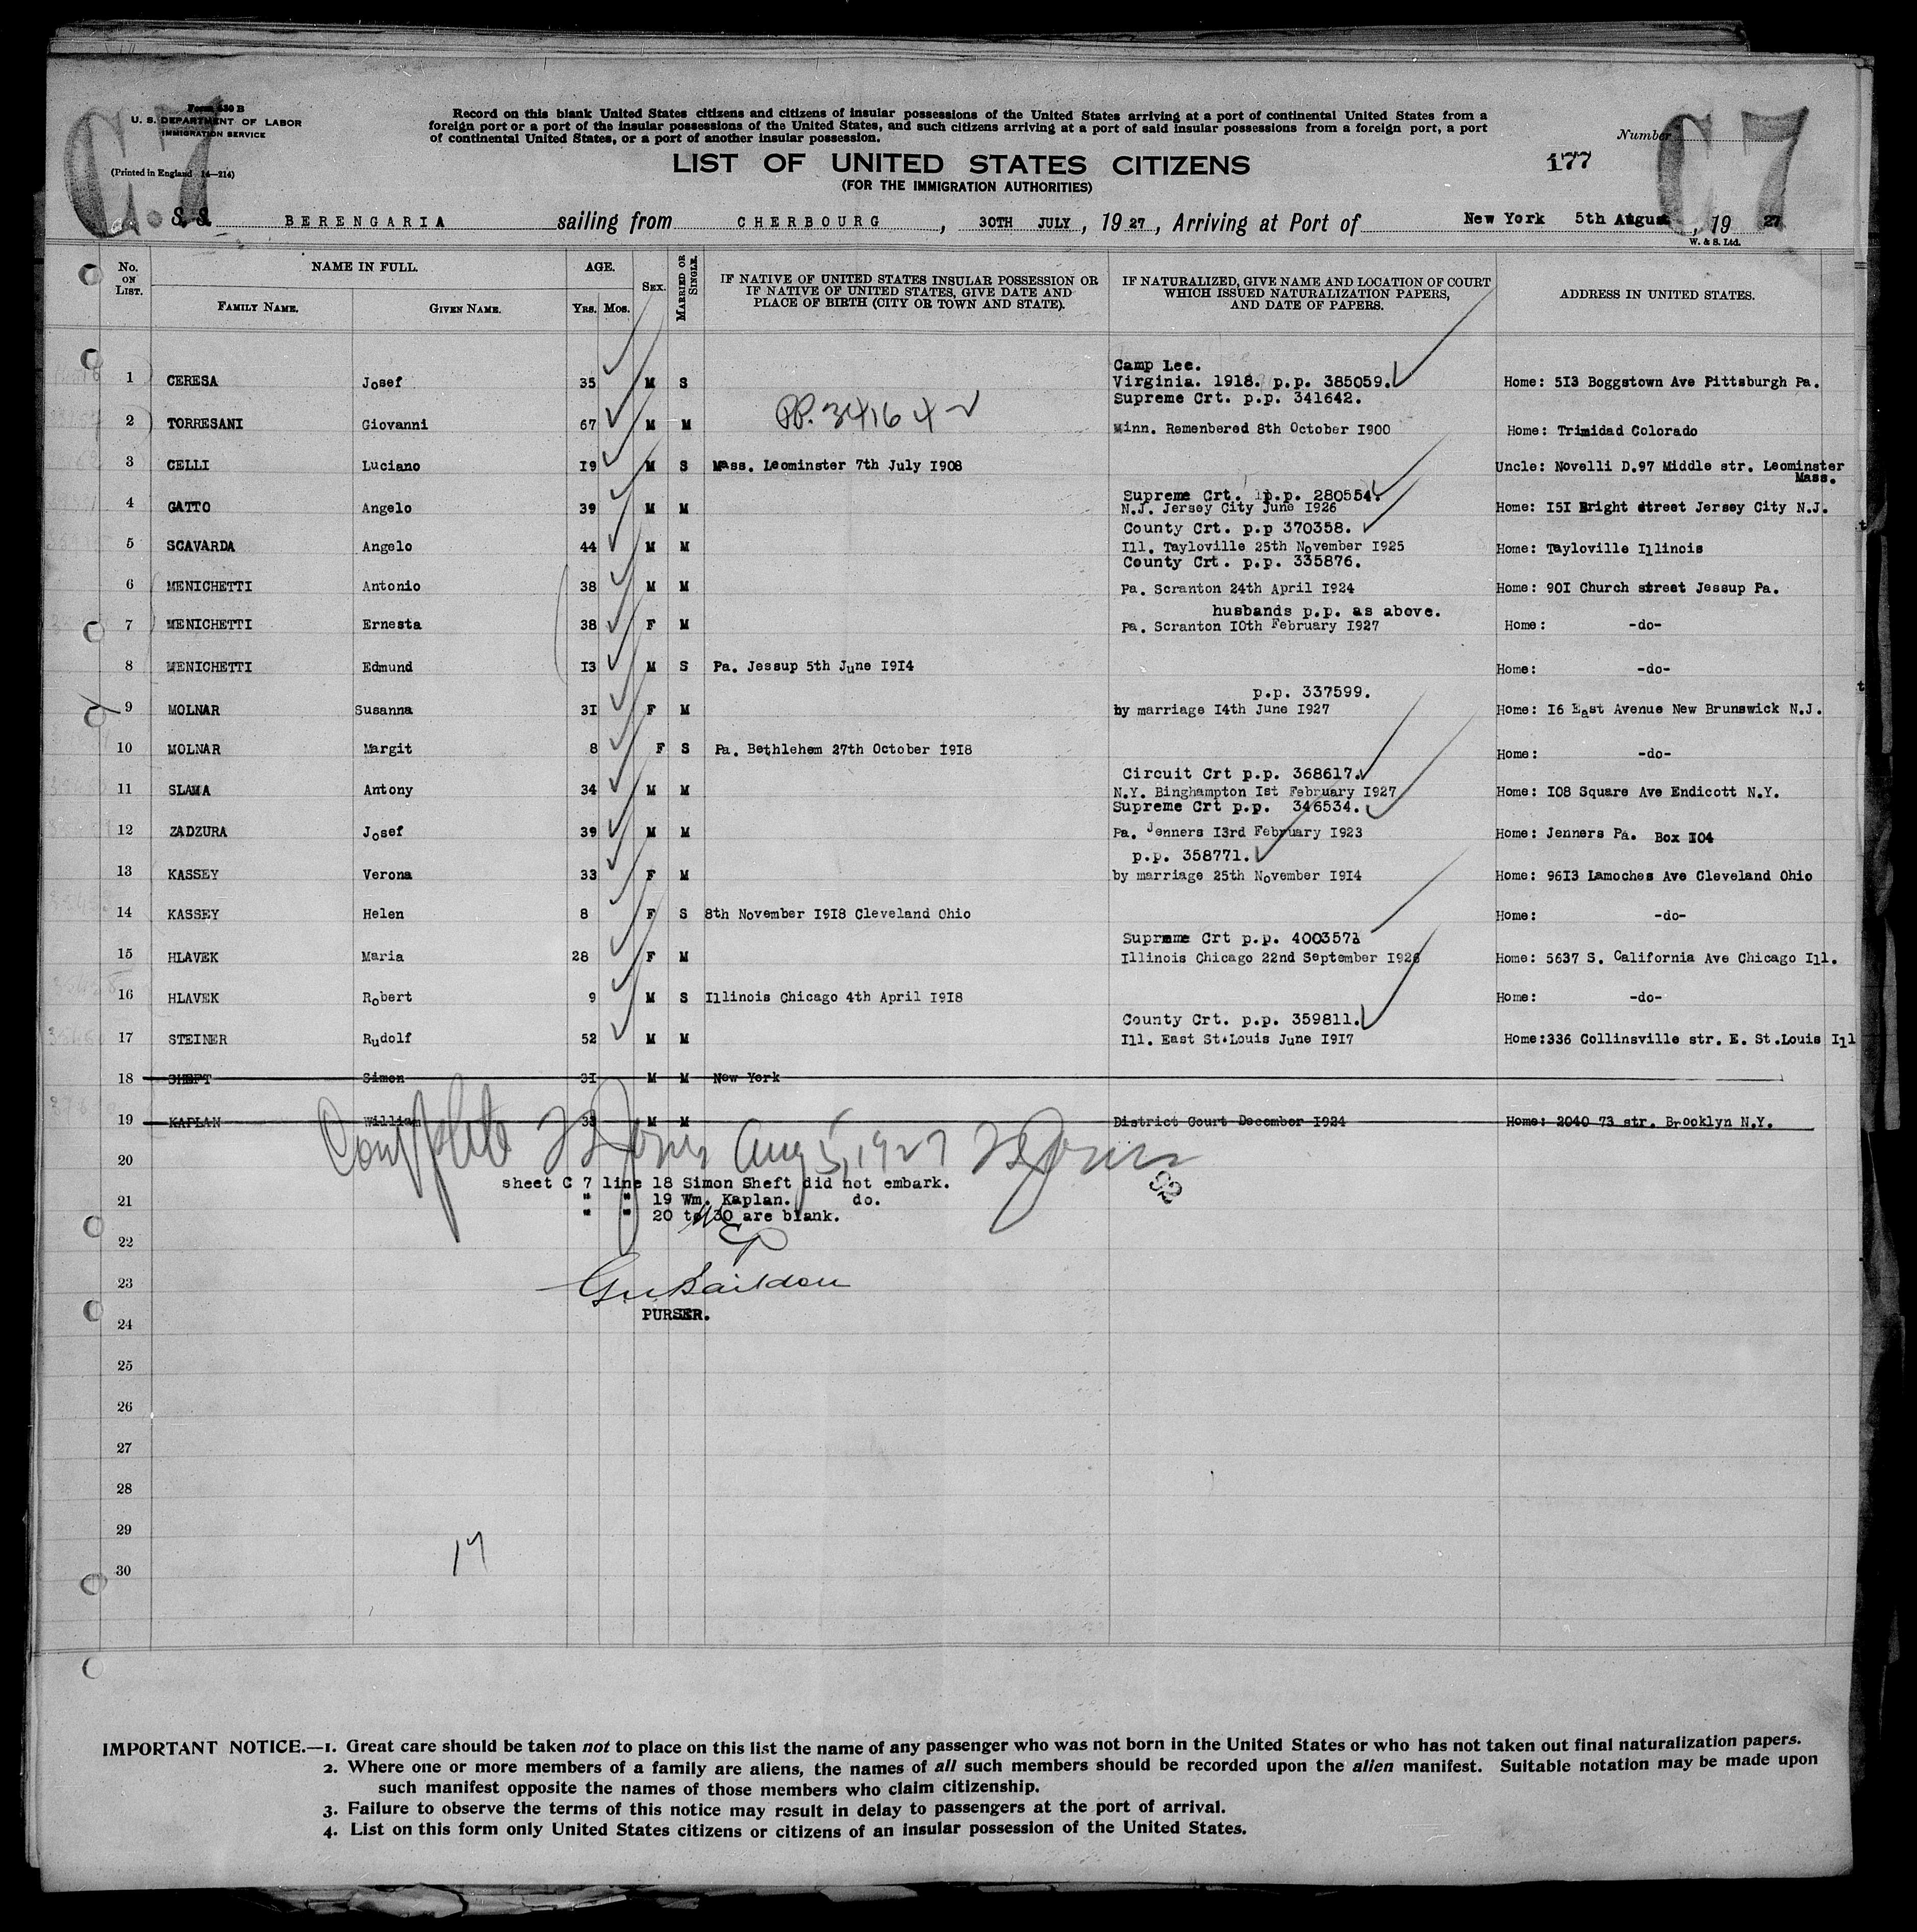 Form 630 B
U. S. DEPARTMENT OF LABOR
IMMIGRATION SERVICE
(Printed in England 14—214)
C.7
C7
Record on this blank United States citizens and citizens of insular possessions of the United States arriving at a port of continental United States from a
foreign port or a port of the insular possessions of the United States, and such citizens arriving at a port of said insular possessions from a foreign port, a port
of continental United States, or a port of another insular possession.
Number
LIST OF UNITED STATES CITIZENS
177
(FOR THE IMMIGRATION AUTHORITIES)
S.S. BERENGARIA sailing from CHERBOURG , 30TH JULY , 19 27 , Arriving at Port of New York 5th August , 19 27
W. & S. Ltd.
No. ON LIST. NAME IN FULL. AGE. SEX. MARRIED OR SINGLE. IF NATIVE OF UNITED STATES INSULAR POSSESSION OR IF NATIVE OF UNITED STATES, GIVE DATE AND PLACE OF BIRTH (CITY OR TOWN AND STATE). IF NATURALIZED, GIVE NAME AND LOCATION OF COURT WHICH ISSUED NATURALIZATION PAPERS, AND DATE OF PAPERS. ADDRESS IN UNITED STATES.
FAMILY NAME. GIVEN NAME. YRS. MOS.
Camp Lee.
1 CERESA Josef 35 M S Virginia. 1918. p.p. 385059. Home: 513 Boggstown Ave Pittsburgh Pa.
Supreme Crt. p.p. 341642.
2 TORRESANI Giovanni 67 M M PP. 34164 2 Minn. Remenbered 8th October 1900 Home: Trimidad Colorado
3 CELLI Luciano 19 M S Mass. Leominster 7th July 1908 Uncle: Novelli D.97 Middle str. Leominster
Mass.
Supreme Crt. p.p. 280554.
4 GATTO Angelo 39 M M N.J. Jersey City June 1926 Home: 151 Bright street Jersey City N.J.
County Crt. p.p 370358.
5 SCAVARDA Angelo 44 M M Ill. Tayloville 25th November 1925 Home: Tayloville Illinois
County Crt. p.p. 335876.
6 MENICHETTI Antonio 38 M M Pa. Scranton 24th April 1924 Home: 901 Church street Jessup Pa.
husbands p.p. as above.
7 MENICHETTI Ernesta 38 F M Pa. Scranton 10th February 1927 Home: -do-
8 MENICHETTI Edmund 13 M S Pa. Jessup 5th June 1914 Home: -do-
p.p. 337599.
9 MOLNAR Susanna 31 F M by marriage 14th June 1927 Home: 16 East Avenue New Brunswick N.J.
10 MOLNAR Margit 8 F S Pa. Bethlehem 27th October 1918 Home: -do-
Circuit Crt p.p. 368617.
11 SLAMA Antony 34 M M N.Y. Binghampton 1st February 1927 Home: 108 Square Ave Endicott N.Y.
Supreme Crt p.p. 346534.
12 ZADZURA Josef 39 M M Pa. Jenners 13rd February 1923 Home: Jenners Pa. Box 104
p.p. 358771.
13 KASSEY Verona 33 F M by marriage 25th November 1914 Home: 9613 Lamoches Ave Cleveland Ohio
14 KASSEY Helen 8 F S 8th November 1918 Cleveland Ohio Home: -do-
Supreme Crt p.p. 400357
15 HLAVEK Maria 28 F M Illinois Chicago 22nd September 1926 Home: 5637 S. California Ave Chicago Ill.
16 HLAVEK Robert 9 M S Illinois Chicago 4th April 1918 Home: -do-
County Crt. p.p. 359811.
17 STEINER Rudolf 52 M M Ill. East St.Louis June 1917 Home:336 Collinsville str. E. St.Louis Ill
18 SHEFT Simon 31 M M New York
19 KAPLAN William 33 M M District Court December 1924 Home: 2040 73 str. Brooklyn N.Y.
Complete Aug 5, 1927
20
sheet C 7 line 18 Simon Sheft did not embark.
21 " " 19 Wm. Kaplan. do.
" " 20 to 30 are blank.
92
22
23
PURSER.
24
25
26
27
28
29
17
30
IMPORTANT NOTICE.—1. Great care should be taken not to place on this list the name of any passenger who was not born in the United States or who has not taken out final naturalization papers.
2. Where one or more members of a family are aliens, the names of all such members should be recorded upon the alien manifest. Suitable notation may be made upon
such manifest opposite the names of those members who claim citizenship.
3. Failure to observe the terms of this notice may result in delay to passengers at the port of arrival.
4. List on this form only United States citizens or citizens of an insular possession of the United States.